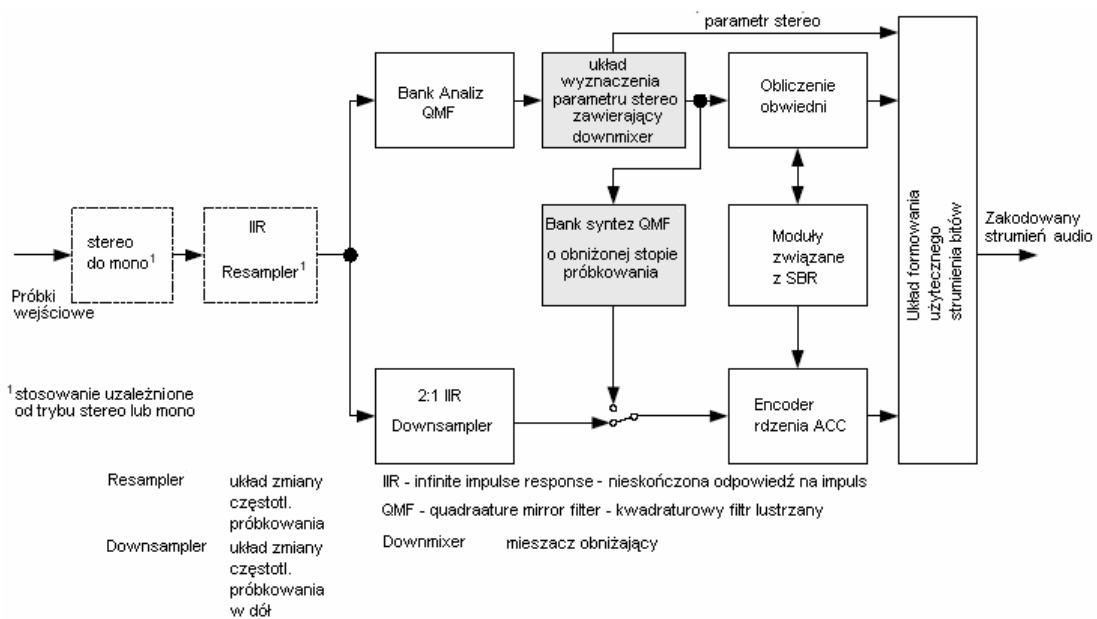 parametr stereo
Bank Analiz
QMF
układ
wyznaczenia
parametru stereo
zawierający
downmixer
Obliczenie
obwiedni
stereo
do mono¹
IIR
Resampler¹
Próbki
wejściowe
Bank syntez QMF
o obniżonej stopie
próbkowania
Moduły
związane
z SBR
Układ formowania
użytecznego
strumienia bitów
Zakodowany
strumień audio
¹ stosowanie uzależnione
od trybu stereo lub mono
2:1 IIR
Downsampler
Encoder
rdzenia ACC
Resampler układ zmiany
częstotl.
próbkowania
Downsampler układ zmiany
częstotl.
próbkowania
w dół
IIR - infinite impulse response - nieskończona odpowiedź na impuls
QMF - quadraature mirror filter - kwadraturowy filtr lustrzany
Downmixer mieszacz obniżający